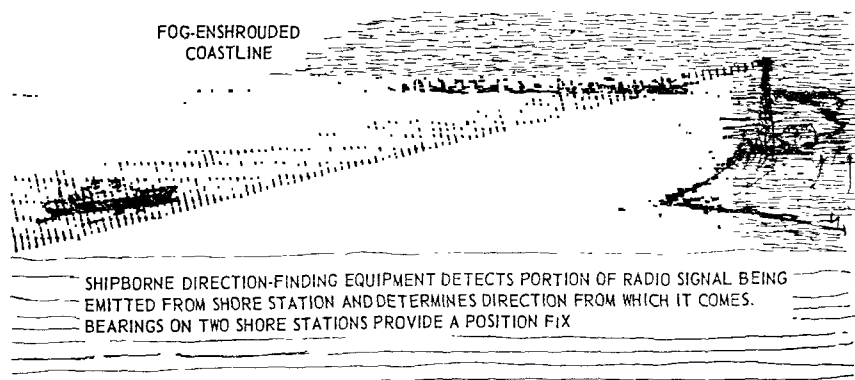 FOG-ENSHROUDED
COASTLINE
SHIPBORNE DIRECTION-FINDING EQUIPMENT DETECTS PORTION OF RADIO SIGNAL BEING
EMITTED FROM SHORE STATION AND DETERMINES DIRECTION FROM WHICH IT COMES.
BEARINGS ON TWO SHORE STATIONS PROVIDE A POSITION FIX